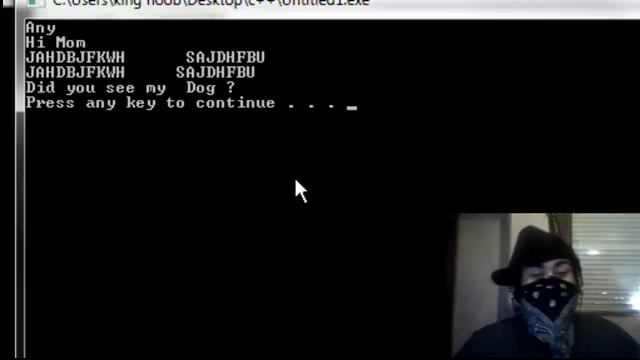 C:\Users\king noob\Desktop\c++\Untitled1.exe
Any
Hi Mom
JAHDBJFKWH      SAJDHFBU
JAHDBJFKWH     SAJDHFBU
Did you see my  Dog ?
Press any key to continue . . . _